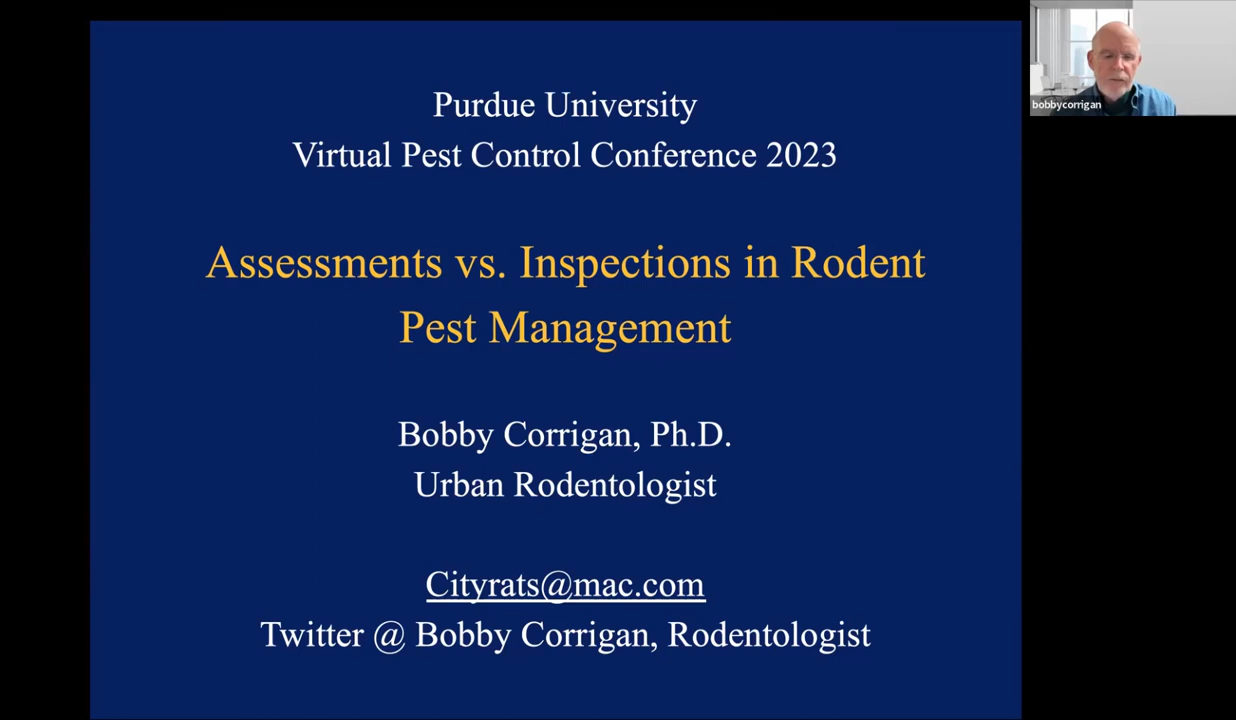 Purdue University
Virtual Pest Control Conference 2023
Assessments vs. Inspections in Rodent
Pest Management
Bobby Corrigan, Ph.D.
Urban Rodentologist
Cityrats@mac.com
Twitter @ Bobby Corrigan, Rodentologist
bobbycorrigan